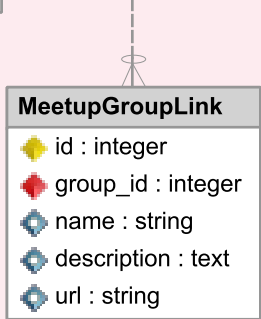 MeetupGroupLink
id : integer
group_id : integer
name : string
description : text
url : string